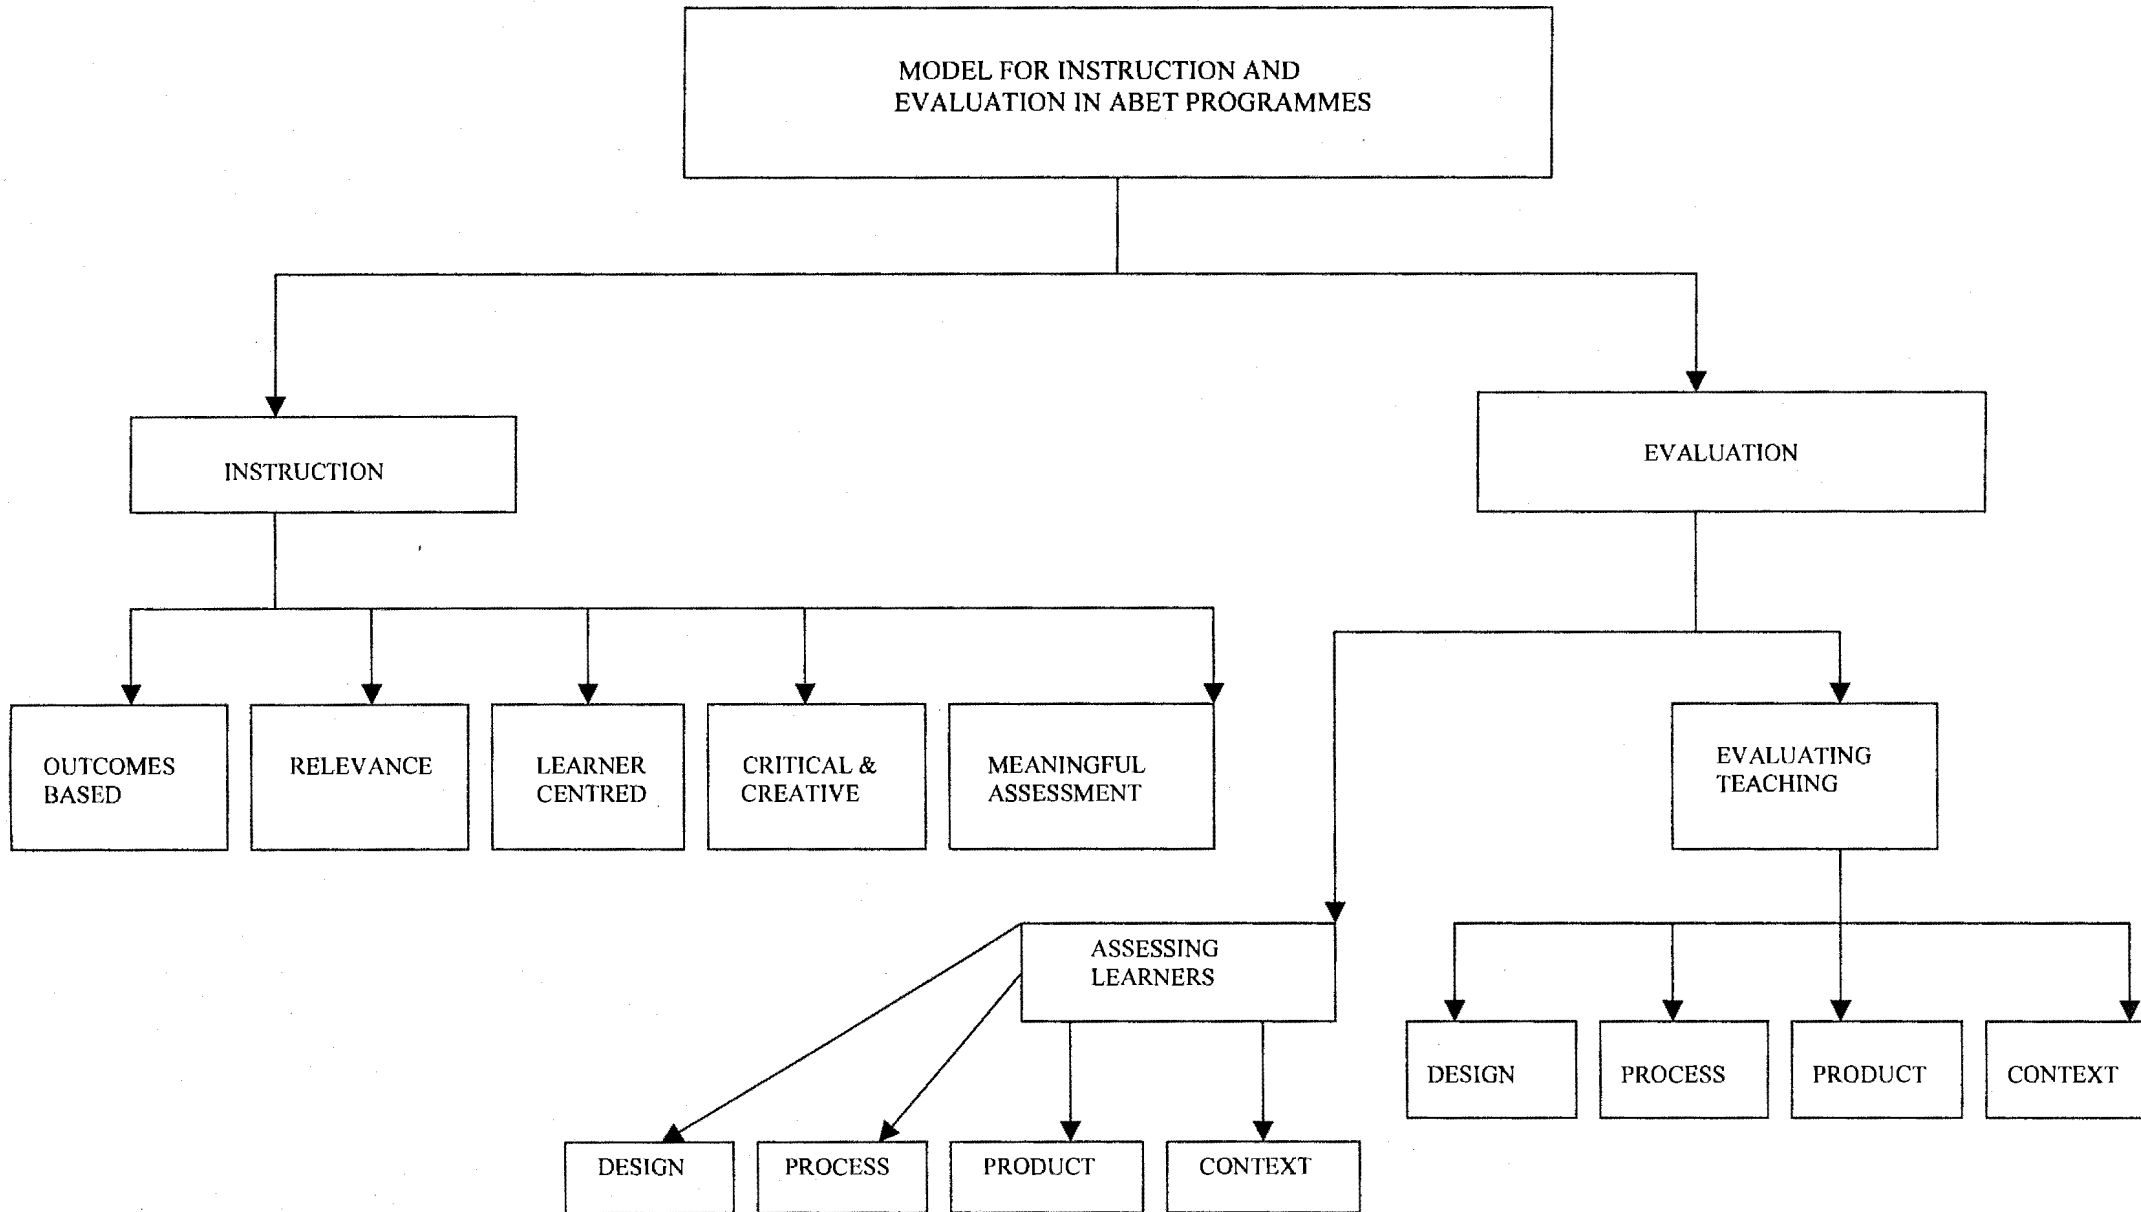 MODEL FOR INSTRUCTION AND
EVALUATION IN ABET PROGRAMMES
INSTRUCTION
EVALUATION
OUTCOMES
BASED
RELEVANCE
LEARNER
CENTRED
CRITICAL &
CREATIVE
MEANINGFUL
ASSESSMENT
EVALUATING
TEACHING
ASSESSING
LEARNERS
DESIGN
PROCESS
PRODUCT
CONTEXT
DESIGN
PROCESS
PRODUCT
CONTEXT